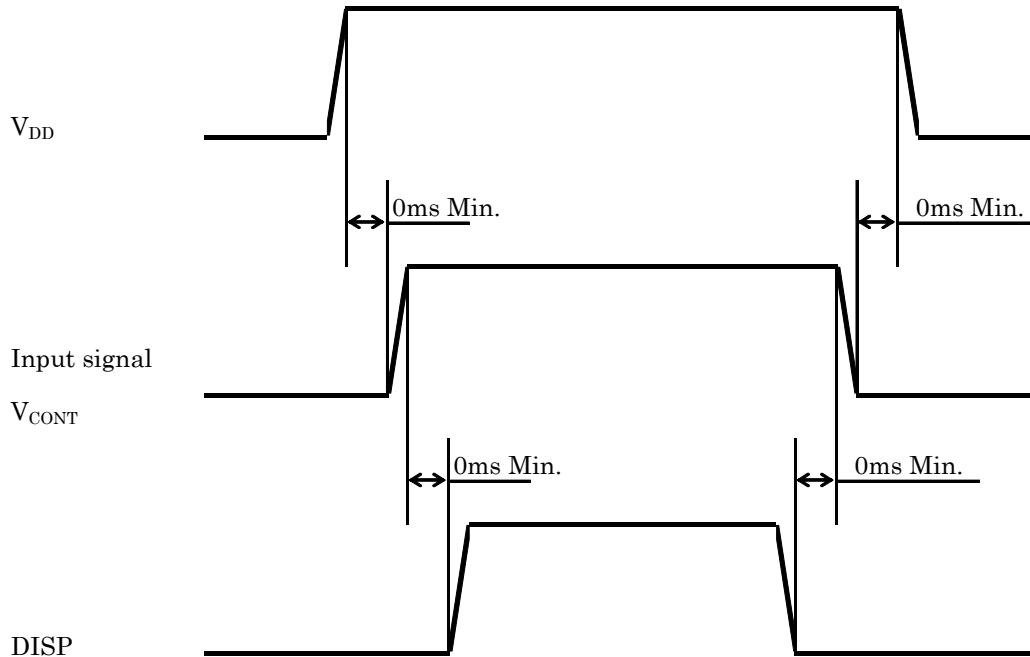 V_DD
0ms Min.
0ms Min.
Input signal
V_CONT
0ms Min.
0ms Min.
DISP